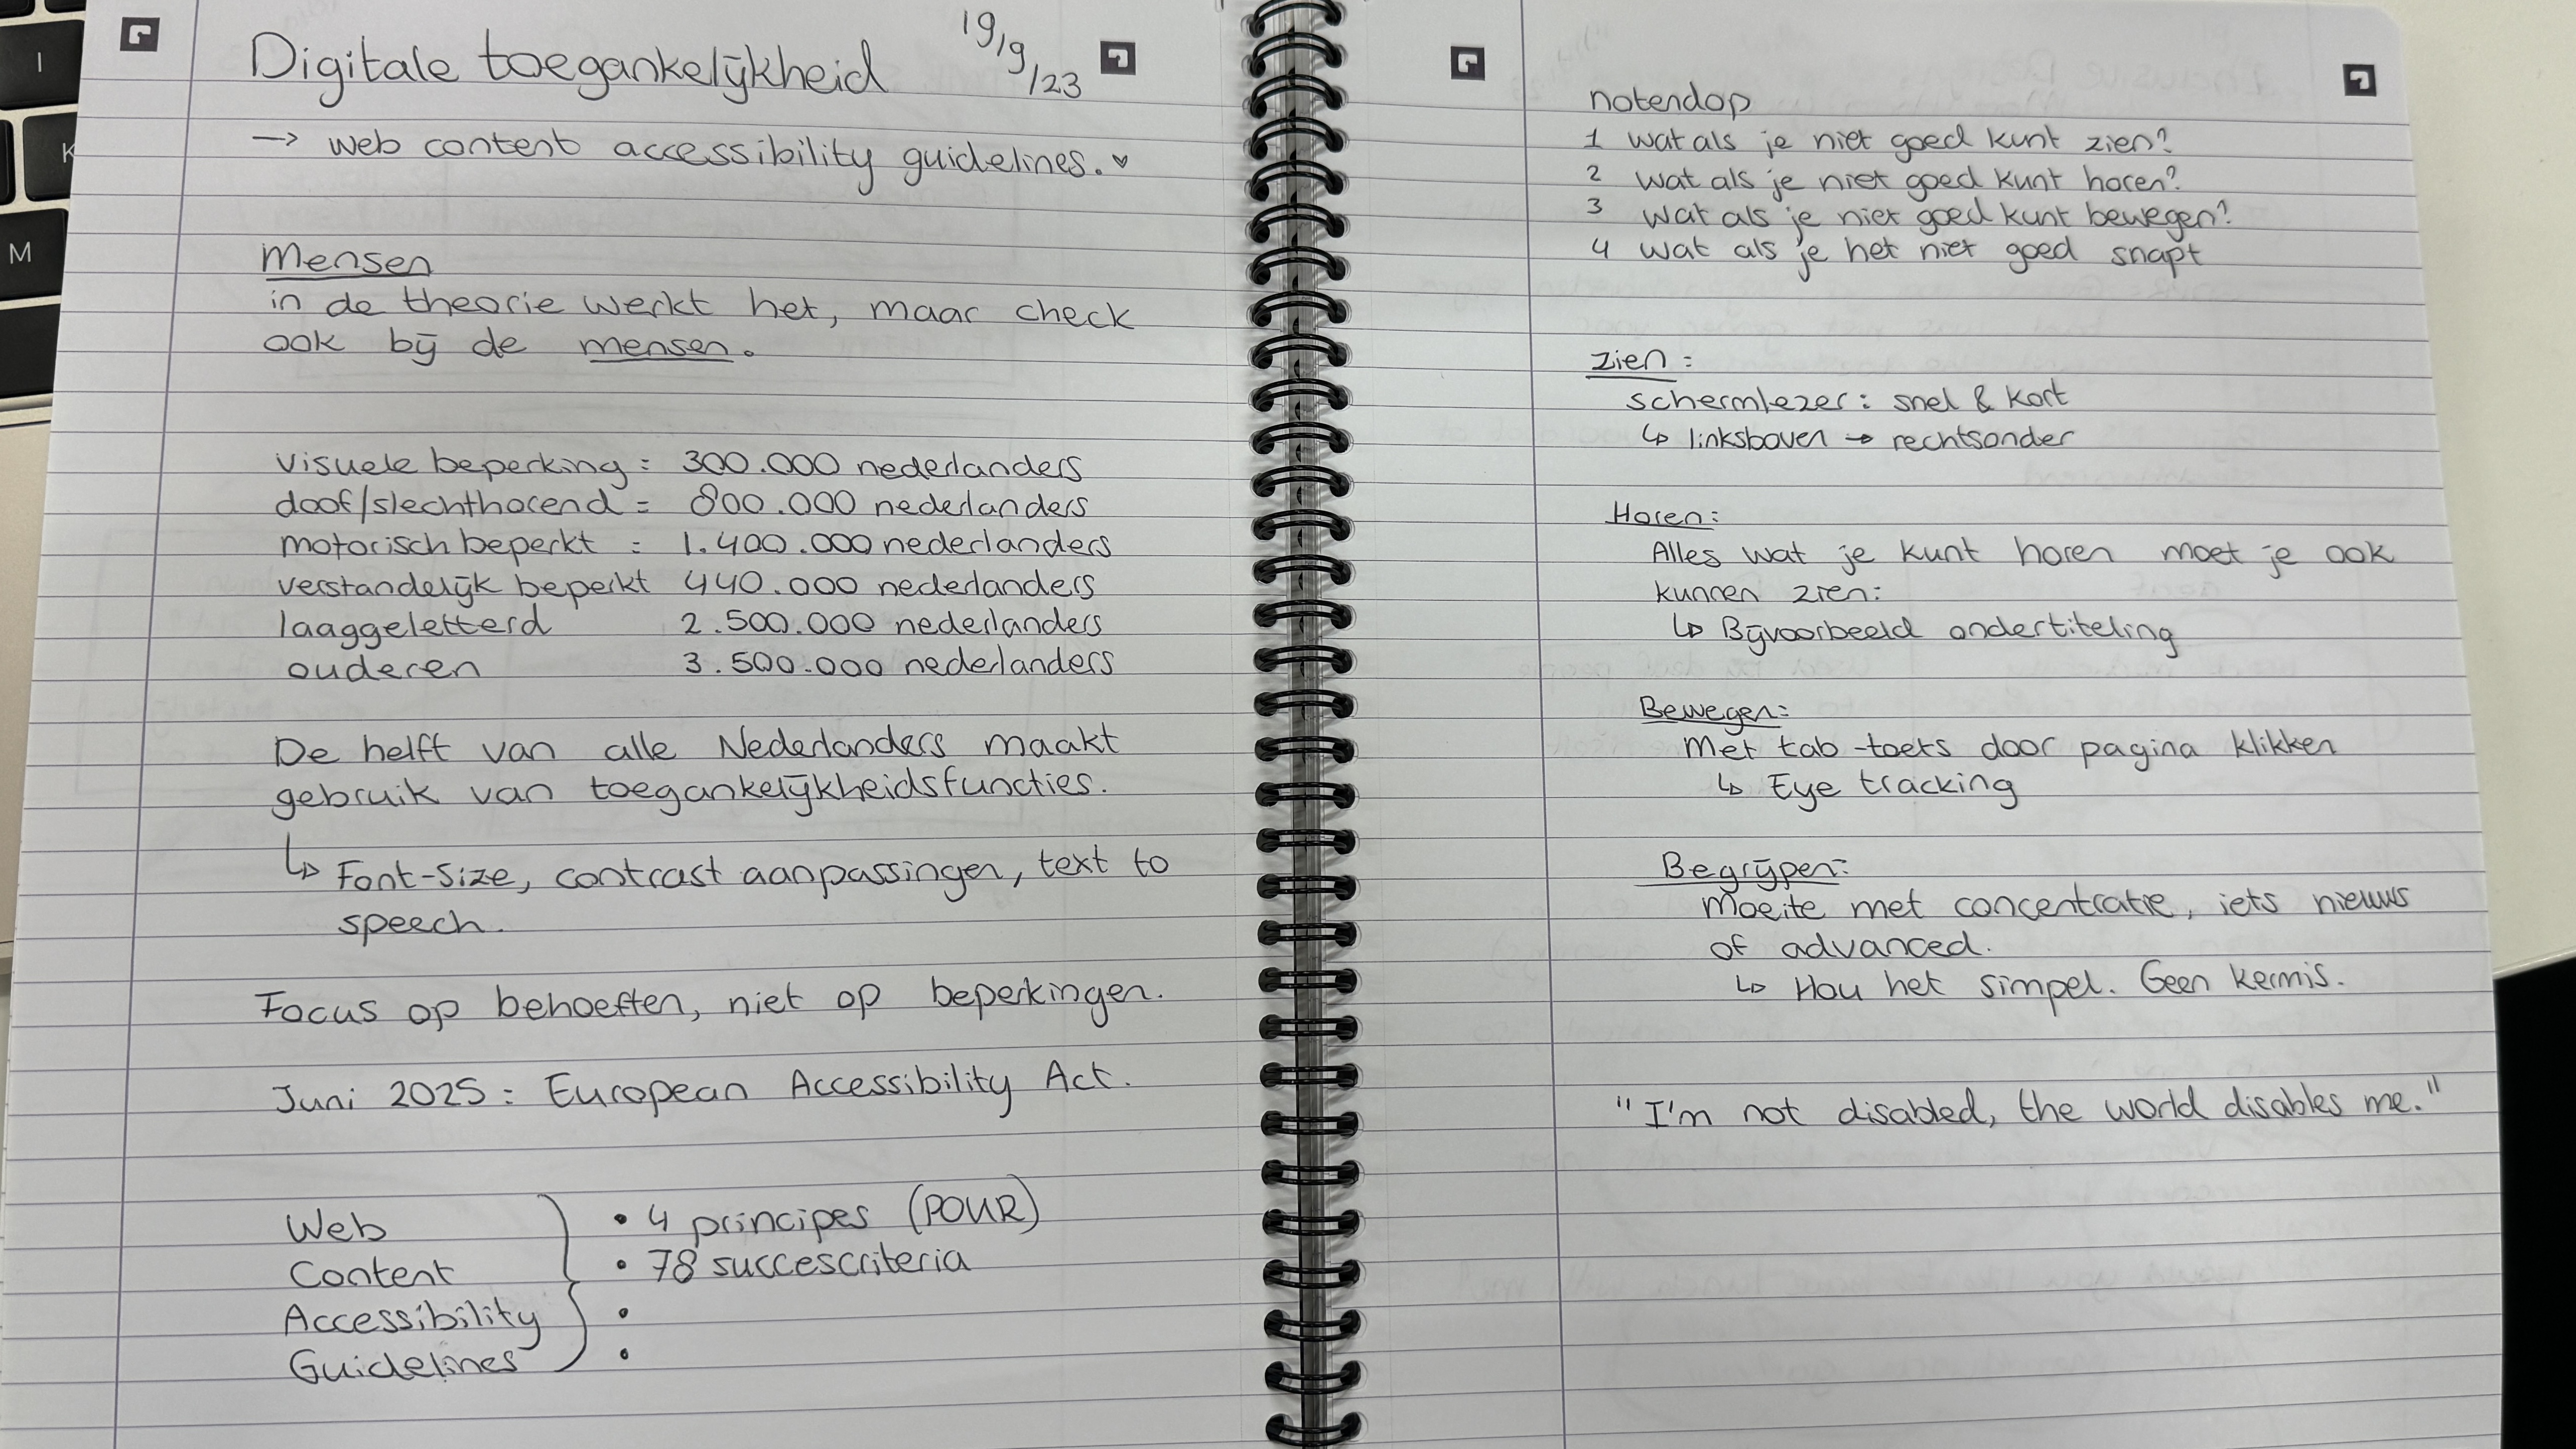 I
K
M
Digitale toegankelijkheid
19/9/23
→ web content accessibility guidelines. ♥
Mensen
in de theorie werkt het, maar check
ook bij de mensen.
visuele beperking = 300.000 nederlanders
doof/slechthorend = 800.000 nederlanders
motorisch beperkt = 1.400.000 nederlanders
verstandelijk beperkt 440.000 nederlanders
laaggeletterd 2.500.000 nederlanders
ouderen 3.500.000 nederlanders
De helft van alle Nederlanders maakt
gebruik van toegankelijkheidsfuncties.
↳ Font-size, contrast aanpassingen, text to
speech.
Focus op behoeften, niet op beperkingen.
Juni 2025: European Accessibility Act.
Web
Content
Accessibility
Guidelines
• 4 principes (POUR)
• 78 succescriteria
•
•
notendop
1 wat als je niet goed kunt zien?
2 wat als je niet goed kunt horen?
3 wat als je niet goed kunt bewegen?
4 wat als je het niet goed snapt
zien:
schermlezer: snel & kort
↳ linksboven → rechtsonder
Horen:
Alles wat je kunt horen moet je ook
kunnen zien:
↳ Bijvoorbeeld ondertiteling
Bewegen:
Met tab-toets door pagina klikken
↳ Eye tracking
Begrijpen:
Moeite met concentratie, iets nieuws
of advanced.
↳ Hou het simpel. Geen kermis.
"I'm not disabled, the world disables me."